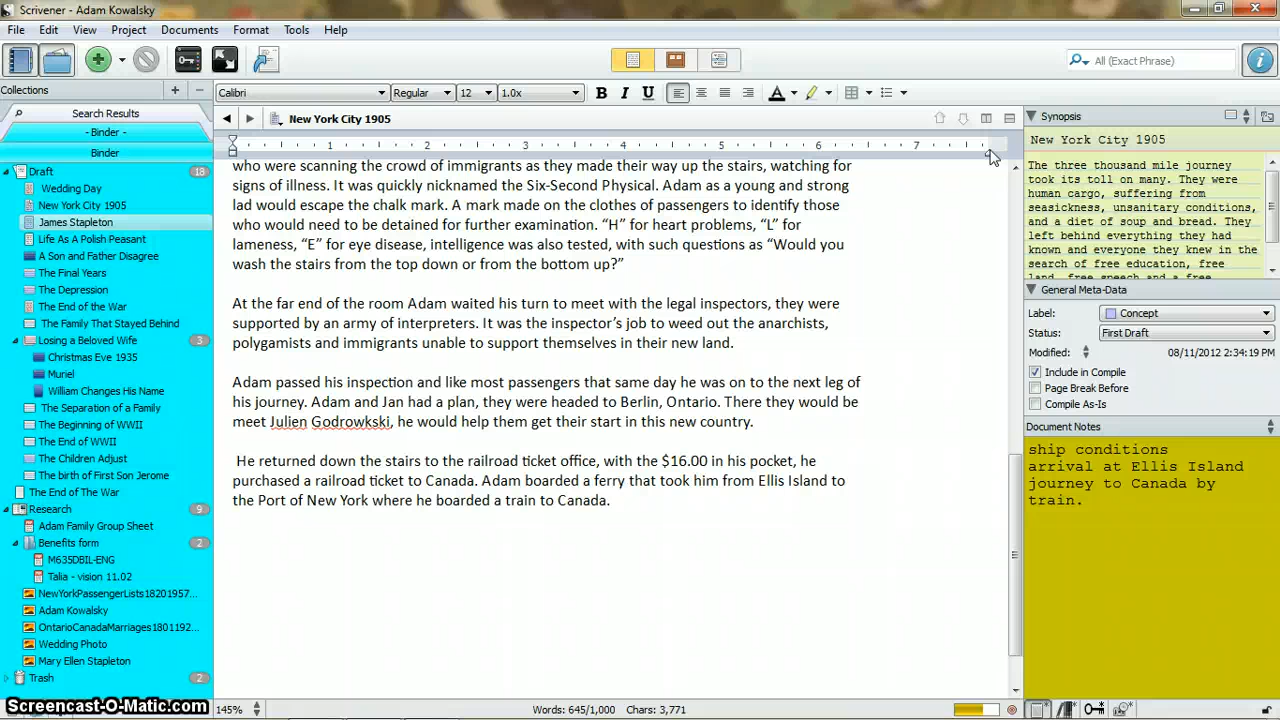 Scrivener - Adam Kowalsky
File Edit View Project Documents Format Tools Help
All (Exact Phrase)
Collections
Calibri Regular 12 1.0x
Search Results
- Binder -
Binder
Draft 18
Wedding Day
New York City 1905
James Stapleton
Life As A Polish Peasant
A Son and Father Disagree
The Final Years
The Depression
The End of the War
The Family That Stayed Behind
Losing a Beloved Wife 3
Christmas Eve 1935
Muriel
William Changes His Name
The Separation of a Family
The Beginning of WWII
The End of WWII
The Children Adjust
The birth of First Son Jerome
The End of The War
Research 9
Adam Family Group Sheet
Benefits form 2
M635DBIL-ENG
Talia - vision 11.02
NewYorkPassengerLists18201957...
Adam Kowalsky
OntarioCanadaMarriages1801192...
Wedding Photo
Mary Ellen Stapleton
Trash 2
New York City 1905
1 2 3 4 5 6 7
who were scanning the crowd of immigrants as they made their way up the stairs, watching for
signs of illness. It was quickly nicknamed the Six-Second Physical. Adam as a young and strong
lad would escape the chalk mark. A mark made on the clothes of passengers to identify those
who would need to be detained for further examination. “H” for heart problems, “L” for
lameness, “E” for eye disease, intelligence was also tested, with such questions as “Would you
wash the stairs from the top down or from the bottom up?”
At the far end of the room Adam waited his turn to meet with the legal inspectors, they were
supported by an army of interpreters. It was the inspector’s job to weed out the anarchists,
polygamists and immigrants unable to support themselves in their new land.
Adam passed his inspection and like most passengers that same day he was on to the next leg of
his journey. Adam and Jan had a plan, they were headed to Berlin, Ontario. There they would be
meet Julien Godrowkski, he would help them get their start in this new country.
He returned down the stairs to the railroad ticket office, with the $16.00 in his pocket, he
purchased a railroad ticket to Canada. Adam boarded a ferry that took him from Ellis Island to
the Port of New York where he boarded a train to Canada.
Synopsis
New York City 1905
The three thousand mile journey
took its toll on many. They were
human cargo, suffering from
seasickness, unsanitary conditions,
and a diet of soup and bread. They
left behind everything they had
known and everyone they knew in the
search of free education, free
land, free speech and a free
General Meta-Data
Label: Concept
Status: First Draft
Modified: 08/11/2012 2:34:19 PM
Include in Compile
Page Break Before
Compile As-Is
Document Notes
ship conditions
arrival at Ellis Island
journey to Canada by
train.
Screencast-O-Matic.com
145% Words: 645/1,000 Chars: 3,771